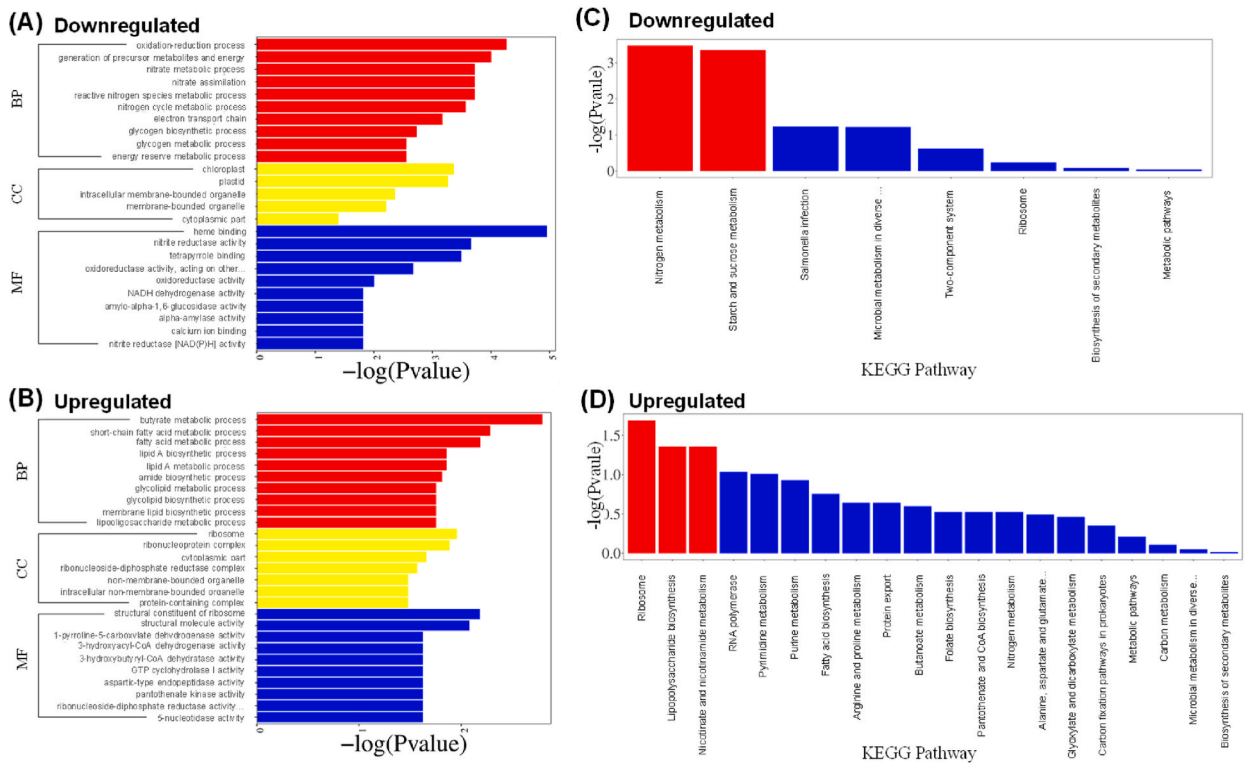 (A) Downregulated
BP
oxidation-reduction process
generation of precursor metabolites and energy
nitrate metabolic process
nitrate assimilation
reactive nitrogen species metabolic process
nitrogen cycle metabolic process
electron transport chain
glycogen biosynthetic process
glycogen metabolic process
energy reserve metabolic process
CC
chloroplast
plastid
intracellular membrane-bounded organelle
membrane-bounded organelle
cytoplasmic part
MF
heme binding
nitrite reductase activity
tetrapyrrole binding
oxidoreductase activity, acting on other...
oxidoreductase activity
NADH dehydrogenase activity
amylo-alpha-1,6-glucosidase activity
alpha-amylase activity
calcium ion binding
nitrite reductase [NAD(P)H] activity
0 1 2 3 4 5
−log(Pvalue)
(B) Upregulated
BP
butyrate metabolic process
short-chain fatty acid metabolic process
fatty acid metabolic process
lipid A biosynthetic process
lipid A metabolic process
amide biosynthetic process
glycolipid metabolic process
glycolipid biosynthetic process
membrane lipid biosynthetic process
lipooligosaccharide metabolic process
CC
ribosome
ribonucleoprotein complex
cytoplasmic part
ribonucleoside-diphosphate reductase complex
non-membrane-bounded organelle
intracellular non-membrane-bounded organelle
protein-containing complex
MF
structural constituent of ribosome
structural molecule activity
1-pyrroline-5-carboxylate dehydrogenase activity
3-hydroxyacyl-CoA dehydrogenase activity
3-hydroxybutyryl-CoA dehydratase activity
GTP cyclohydrolase I activity
aspartic-type endopeptidase activity
pantothenate kinase activity
ribonucleoside-diphosphate reductase activity...
5-nucleotidase activity
2
−log(Pvalue)
(C) Downregulated
-log(Pvaule)
3
2
1
0
Nitrogen metabolism
Starch and sucrose metabolism
Salmonella infection
Microbial metabolism in diverse ...
Two-component system
Ribosome
Biosynthesis of secondary metabolites
Metabolic pathways
KEGG Pathway
(D) Upregulated
-log(Pvaule)
1.5
1.0
0.5
0.0
Ribosome
Lipopolysaccharide biosynthesis
Nicotinate and nicotinamide metabolism
RNA polymerase
Pyrimidine metabolism
Purine metabolism
Fatty acid biosynthesis
Arginine and proline metabolism
Protein export
Butanoate metabolism
Folate biosynthesis
Pantothenate and CoA biosynthesis
Nitrogen metabolism
Alanine, aspartate and glutamate...
Glyoxylate and dicarboxylate metabolism
Carbon fixation pathways in prokaryotes
Metabolic pathways
Carbon metabolism
Microbial metabolism in diverse...
Biosynthesis of secondary metabolites
KEGG Pathway